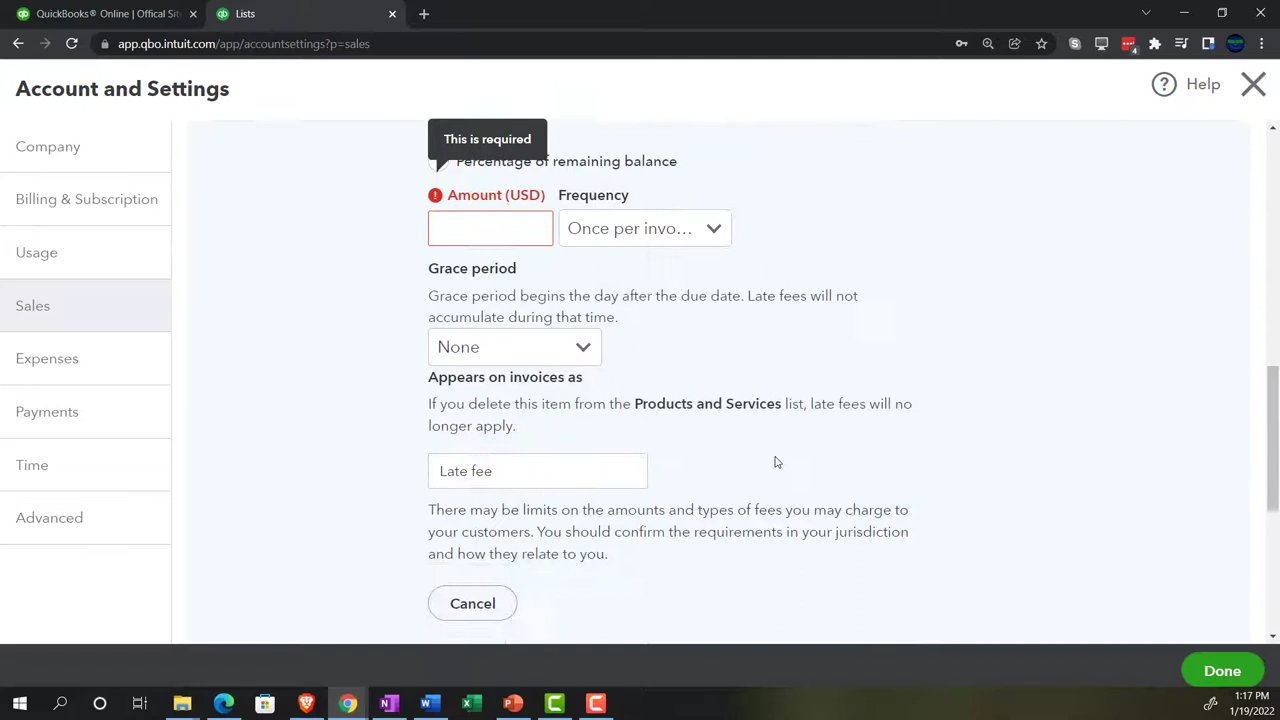 QuickBooks® Online | Offical Sit
Lists
app.qbo.intuit.com/app/accountsettings?p=sales
4
Account and Settings
Help
Company
Billing & Subscription
Usage
Sales
Expenses
Payments
Time
Advanced
This is required
Percentage of remaining balance
Amount (USD)
Frequency
Once per invo...
Grace period
Grace period begins the day after the due date. Late fees will not
accumulate during that time.
None
Appears on invoices as
If you delete this item from the Products and Services list, late fees will no
longer apply.
Late fee
There may be limits on the amounts and types of fees you may charge to
your customers. You should confirm the requirements in your jurisdiction
and how they relate to you.
Cancel
Done
1:17 PM
1/19/2022